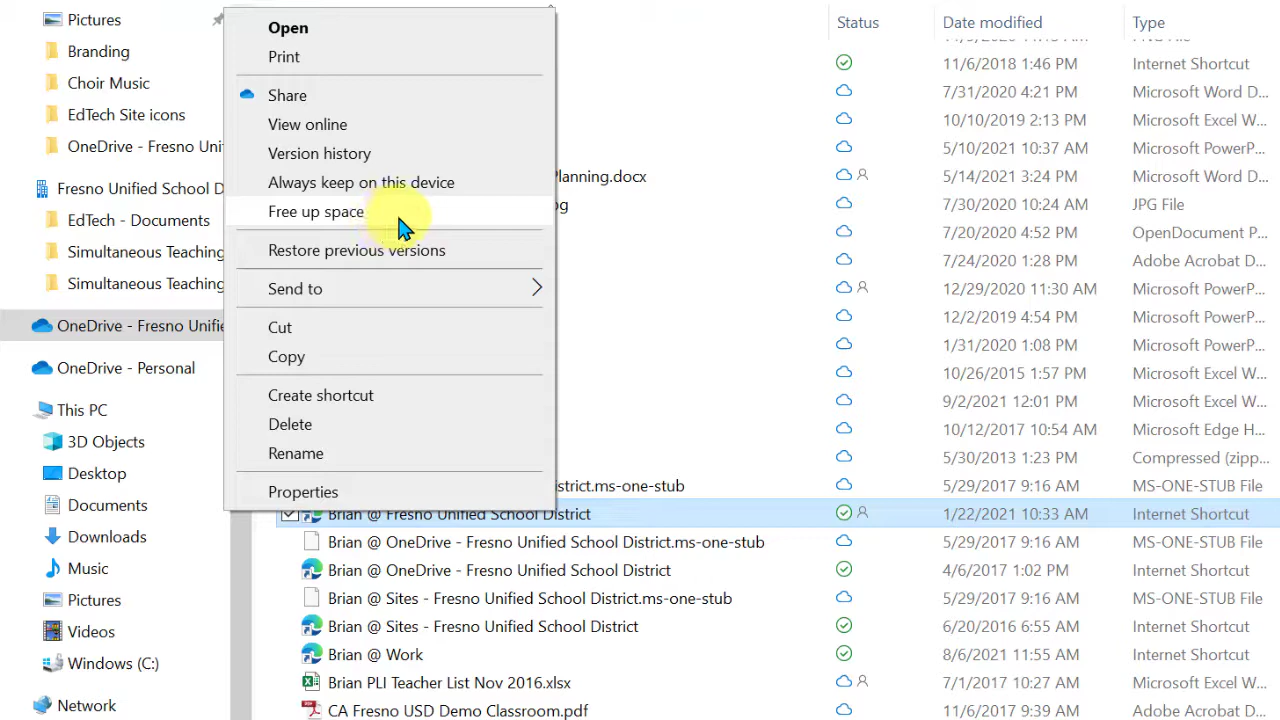 Pictures
Branding
Choir Music
EdTech Site icons
OneDrive - Fresno Uni
Fresno Unified School D
EdTech - Documents
Simultaneous Teaching
Simultaneous Teaching
OneDrive - Fresno Unifie
OneDrive - Personal
This PC
3D Objects
Desktop
Documents
Downloads
Music
Pictures
Videos
Windows (C:)
Network
Open
Print
Share
View online
Version history
Always keep on this device
Free up space
Restore previous versions
Send to
Cut
Copy
Create shortcut
Delete
Rename
Properties
Status Date modified Type
11/6/2018 1:46 PM Internet Shortcut
7/31/2020 4:21 PM Microsoft Word D...
10/10/2019 2:13 PM Microsoft Excel W...
5/10/2021 10:37 AM Microsoft PowerP...
Planning.docx 5/14/2021 3:24 PM Microsoft Word D...
og 7/30/2020 10:24 AM JPG File
7/20/2020 4:52 PM OpenDocument P...
7/24/2020 1:28 PM Adobe Acrobat D...
12/29/2020 11:30 AM Microsoft PowerP...
12/2/2019 4:54 PM Microsoft PowerP...
1/31/2020 1:08 PM Microsoft PowerP...
10/26/2015 1:57 PM Microsoft Excel W...
9/2/2021 12:01 PM Microsoft Excel W...
10/12/2017 10:54 AM Microsoft Edge H...
5/30/2013 1:23 PM Compressed (zipp...
istrict.ms-one-stub 5/29/2017 9:16 AM MS-ONE-STUB File
Brian @ Fresno Unified School District 1/22/2021 10:33 AM Internet Shortcut
Brian @ OneDrive - Fresno Unified School District.ms-one-stub 5/29/2017 9:16 AM MS-ONE-STUB File
Brian @ OneDrive - Fresno Unified School District 4/6/2017 1:02 PM Internet Shortcut
Brian @ Sites - Fresno Unified School District.ms-one-stub 5/29/2017 9:16 AM MS-ONE-STUB File
Brian @ Sites - Fresno Unified School District 6/20/2016 6:55 AM Internet Shortcut
Brian @ Work 8/6/2021 11:55 AM Internet Shortcut
Brian PLI Teacher List Nov 2016.xlsx 7/1/2017 10:27 AM Microsoft Excel W...
CA Fresno USD Demo Classroom.pdf 11/6/2017 9:39 AM Adobe Acrobat D...